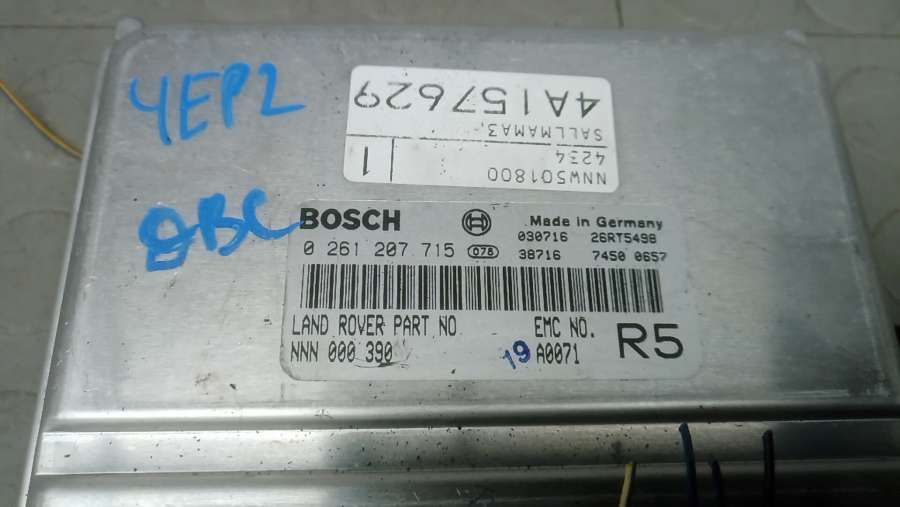 4EP2
4A157629
SALLMAMA3,
4234
1
NNW501800
BOSCH
Made in Germany
0 261 207 715
078
030716 26RT5498
38716 7450 0657
LAND ROVER PART NO
EMC NO.
NNN 000 390
19
A0071
R5